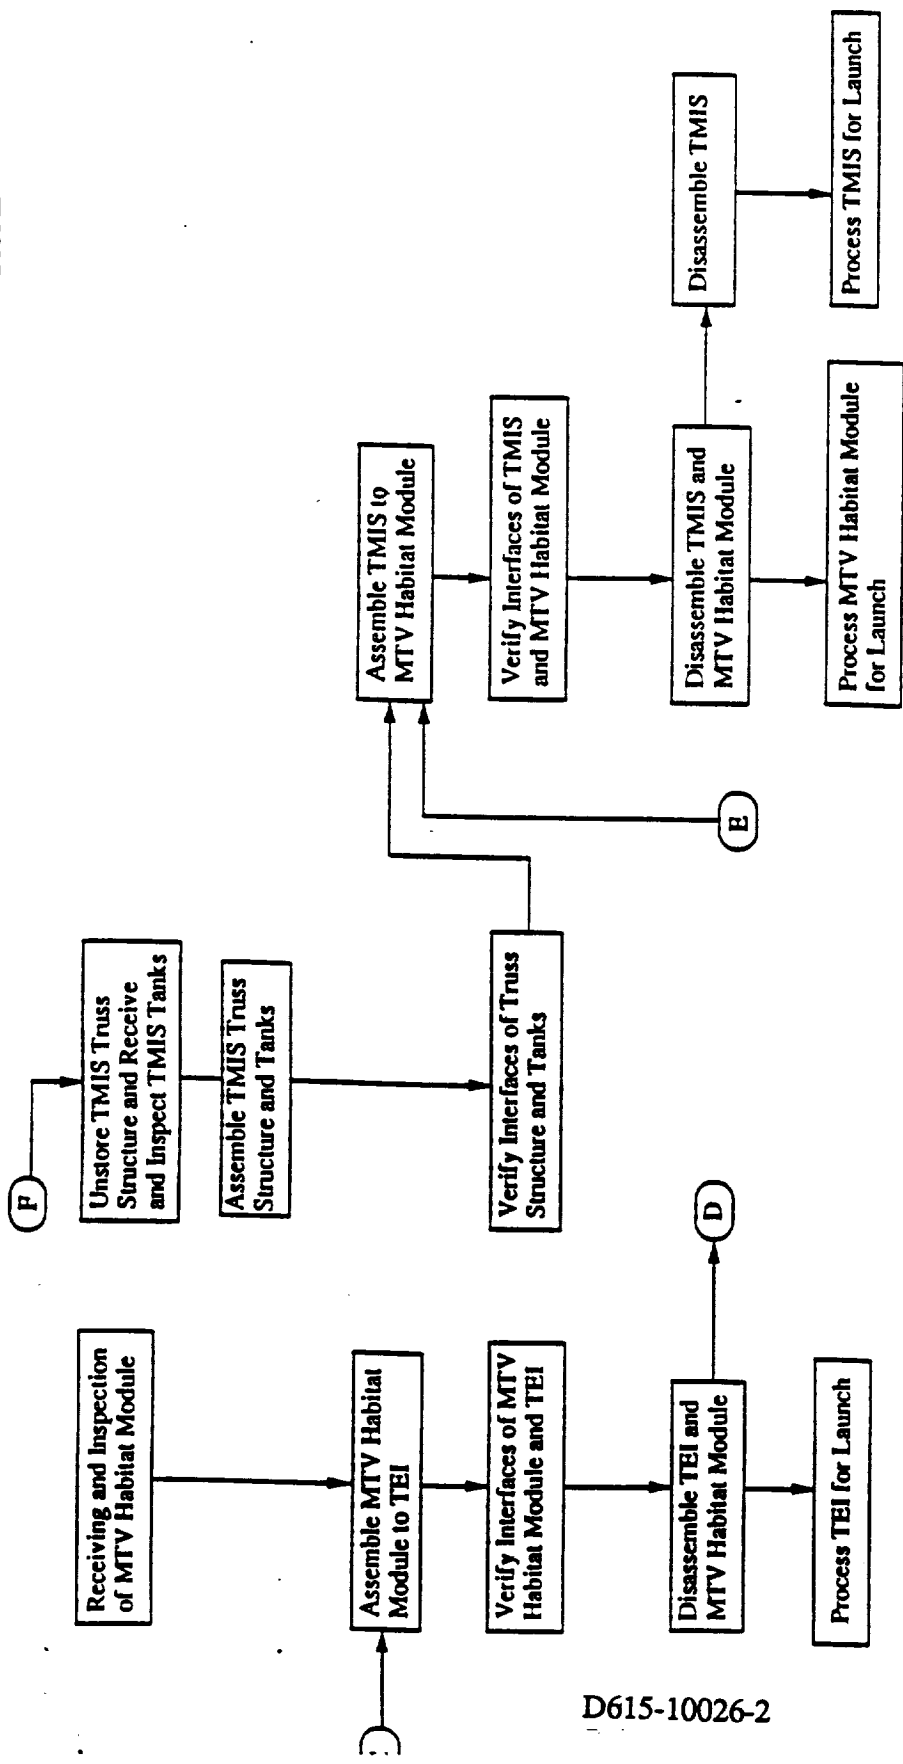 Receiving and Inspection
of MTV Habitat Module
Assemble MTV Habitat
Module to TEI
Verify Interfaces of MTV
Habitat Module and TEI
Disassemble TEI and
MTV Habitat Module
Process TEI for Launch
D
F
Unstore TMIS Truss
Structure and Receive
and Inspect TMIS Tanks
Assemble TMIS Truss
Structure and Tanks
Verify Interfaces of Truss
Structure and Tanks
E
Assemble TMIS to
MTV Habitat Module
Verify Interfaces of TMIS
and MTV Habitat Module
Disassemble TMIS and
MTV Habitat Module
Process MTV Habitat Module
for Launch
Disassemble TMIS
Process TMIS for Launch
D615-10026-2